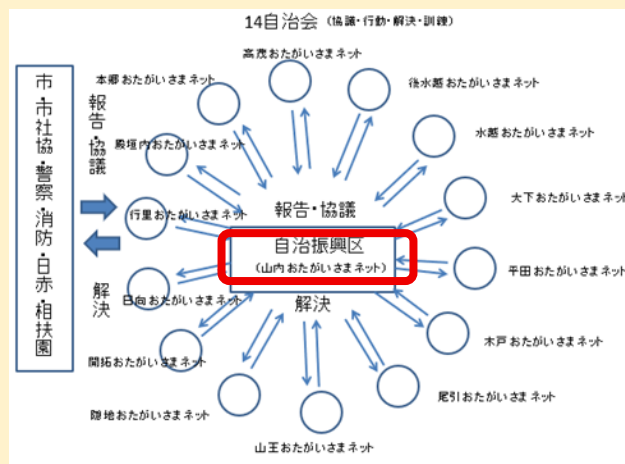 14自治会（協議・行動・解決・訓練）
高茂おたがいさまネット
本郷おたがいさまネット
後水越おたがいさまネット
殿垣内おたがいさまネット
水越おたがいさまネット
行里おたがいさまネット
大下おたがいさまネット
日向おたがいさまネット
平田おたがいさまネット
開拓おたがいさまネット
木戸おたがいさまネット
隠地おたがいさまネット
尾引おたがいさまネット
山王おたがいさまネット
市・市社協・警察・消防・日赤・相扶園
報告・協議
解決
報告・協議
自治振興区
（山内おたがいさまネット）
解決